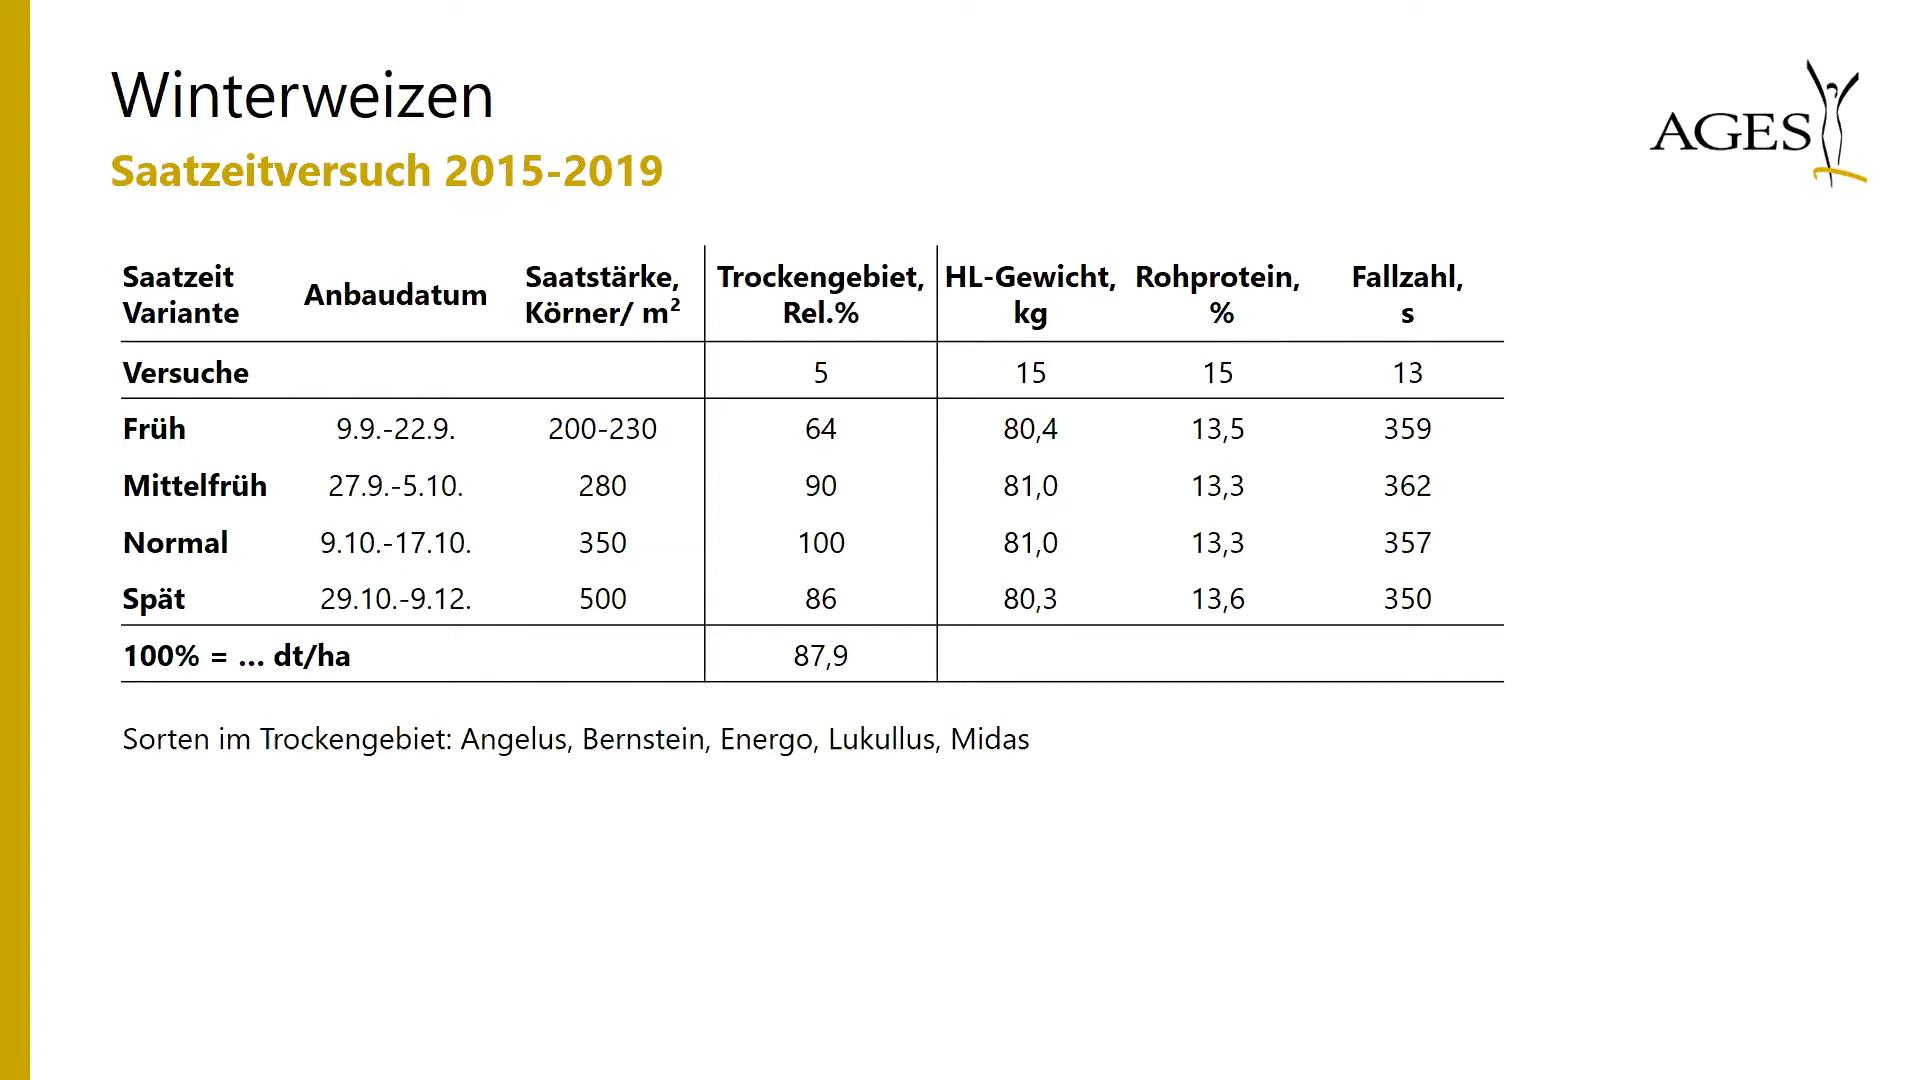 Winterweizen
Saatzeitversuch 2015-2019
AGES
Saatzeit Variante Anbaudatum Saatstärke, Körner/ m² Trockengebiet, Rel.% HL-Gewicht, kg Rohprotein, % Fallzahl, s
Versuche 5 15 15 13
Früh 9.9.-22.9. 200-230 64 80,4 13,5 359
Mittelfrüh 27.9.-5.10. 280 90 81,0 13,3 362
Normal 9.10.-17.10. 350 100 81,0 13,3 357
Spät 29.10.-9.12. 500 86 80,3 13,6 350
100% = ... dt/ha 87,9
Sorten im Trockengebiet: Angelus, Bernstein, Energo, Lukullus, Midas